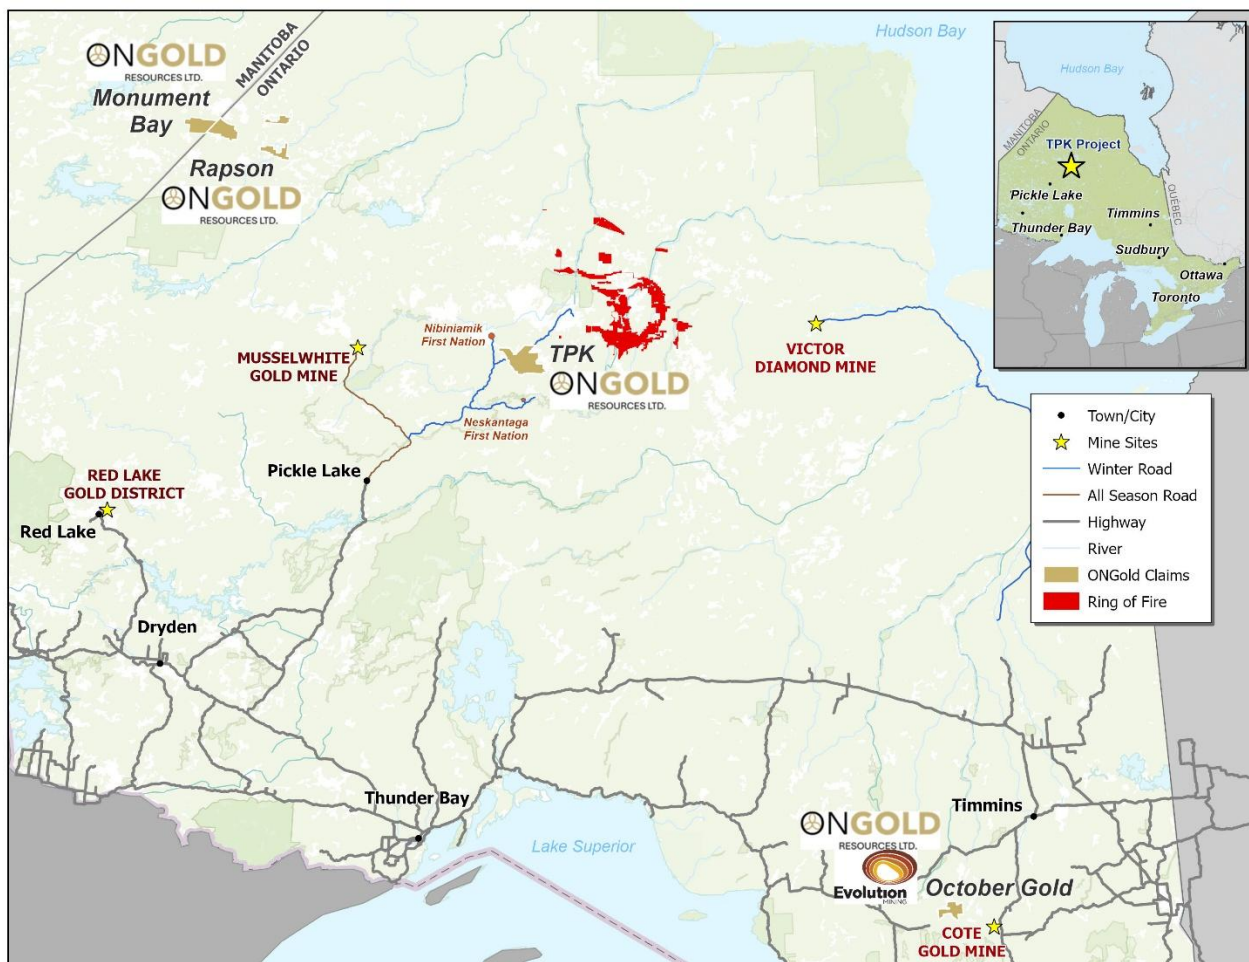 Hudson Bay
MANITOBA
ONTARIO
ONGOLD
RESOURCES LTD.
Monument
Bay
Rapson
ONGOLD
RESOURCES LTD.
Nibiniamik
First Nation
MUSSELWHITE
GOLD MINE
TPK
ONGOLD
RESOURCES LTD.
VICTOR
DIAMOND MINE
Neskantaga
First Nation
Pickle Lake
RED LAKE
GOLD DISTRICT
Red Lake
Dryden
Thunder Bay
Lake Superior
Timmins
ONGOLD
RESOURCES LTD.
Evolution
MINING
October Gold
COTE
GOLD MINE
Hudson Bay
MANITOBA
ONTARIO
TPK Project
QUÉBEC
Pickle Lake
Timmins
Thunder Bay
Sudbury
Ottawa
Toronto
Town/City
Mine Sites
Winter Road
All Season Road
Highway
River
ONGold Claims
Ring of Fire